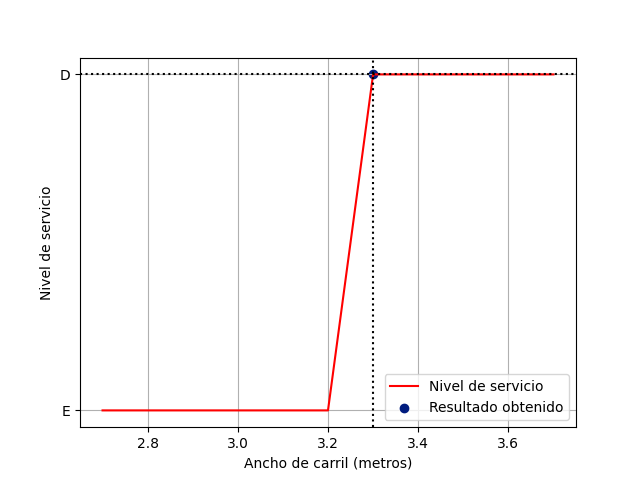 D
Nivel de servicio
E
2.8 3.0 3.2 3.4 3.6
Ancho de carril (metros)
Nivel de servicio
Resultado obtenido